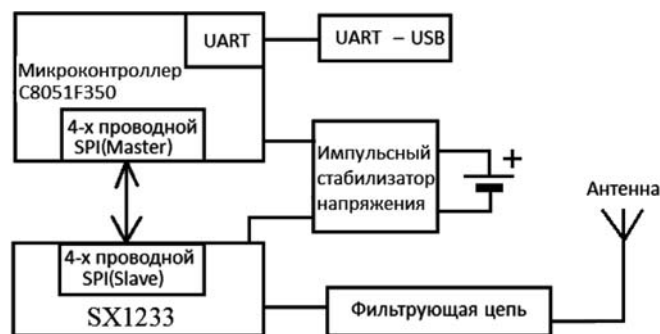 UART
UART – USB
Микроконтроллер
C8051F350
4-х проводной
SPI(Master)
Импульсный
стабилизатор
напряжения
+
Антенна
4-х проводной
SPI(Slave)
SX1233
Фильтрующая цепь